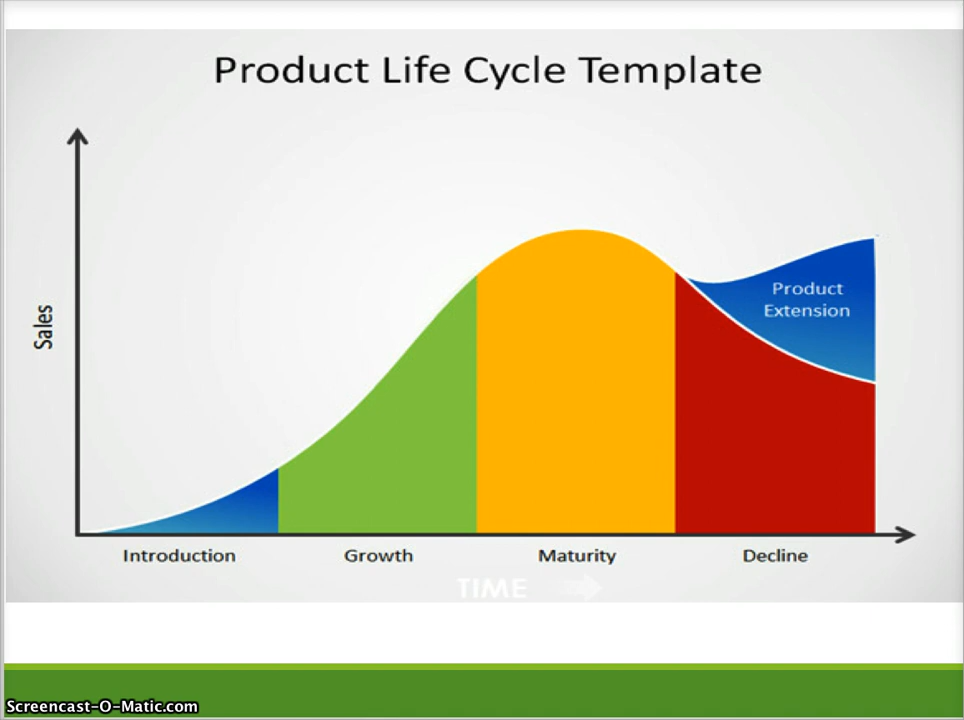 Product Life Cycle Template
Sales
Product
Extension
Introduction
Growth
Maturity
Decline
TIME
Screencast-O-Matic.com